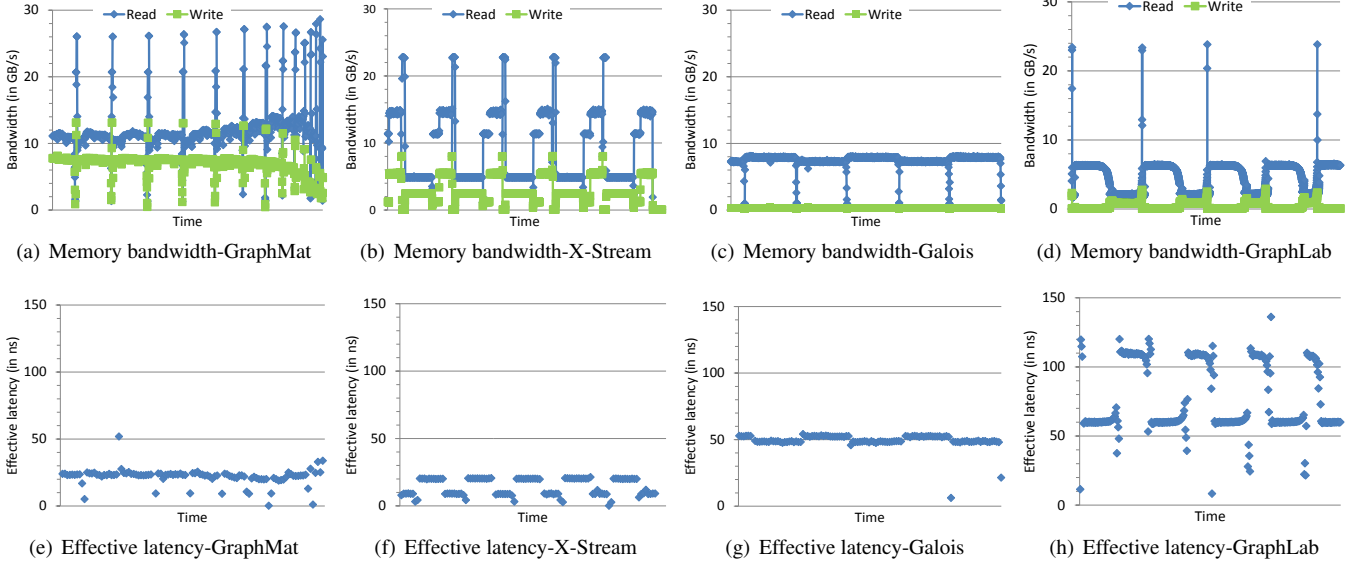 Read Write
Bandwidth (in GB/s)
30
20
10
0
Time
(a) Memory bandwidth-GraphMat
Read Write
Bandwidth (in GB/s)
30
20
10
0
Time
(b) Memory bandwidth-X-Stream
Read Write
Bandwidth (in GB/s)
30
20
10
0
Time
(c) Memory bandwidth-Galois
Read Write
Bandwidth (in GB/s)
30
20
10
0
Time
(d) Memory bandwidth-GraphLab
Effective latency (in ns)
150
100
50
0
Time
(e) Effective latency-GraphMat
Effective latency (in ns)
150
100
50
0
Time
(f) Effective latency-X-Stream
Effective latency (in ns)
150
100
50
0
Time
(g) Effective latency-Galois
Effective latency (in ns)
150
100
50
0
Time
(h) Effective latency-GraphLab